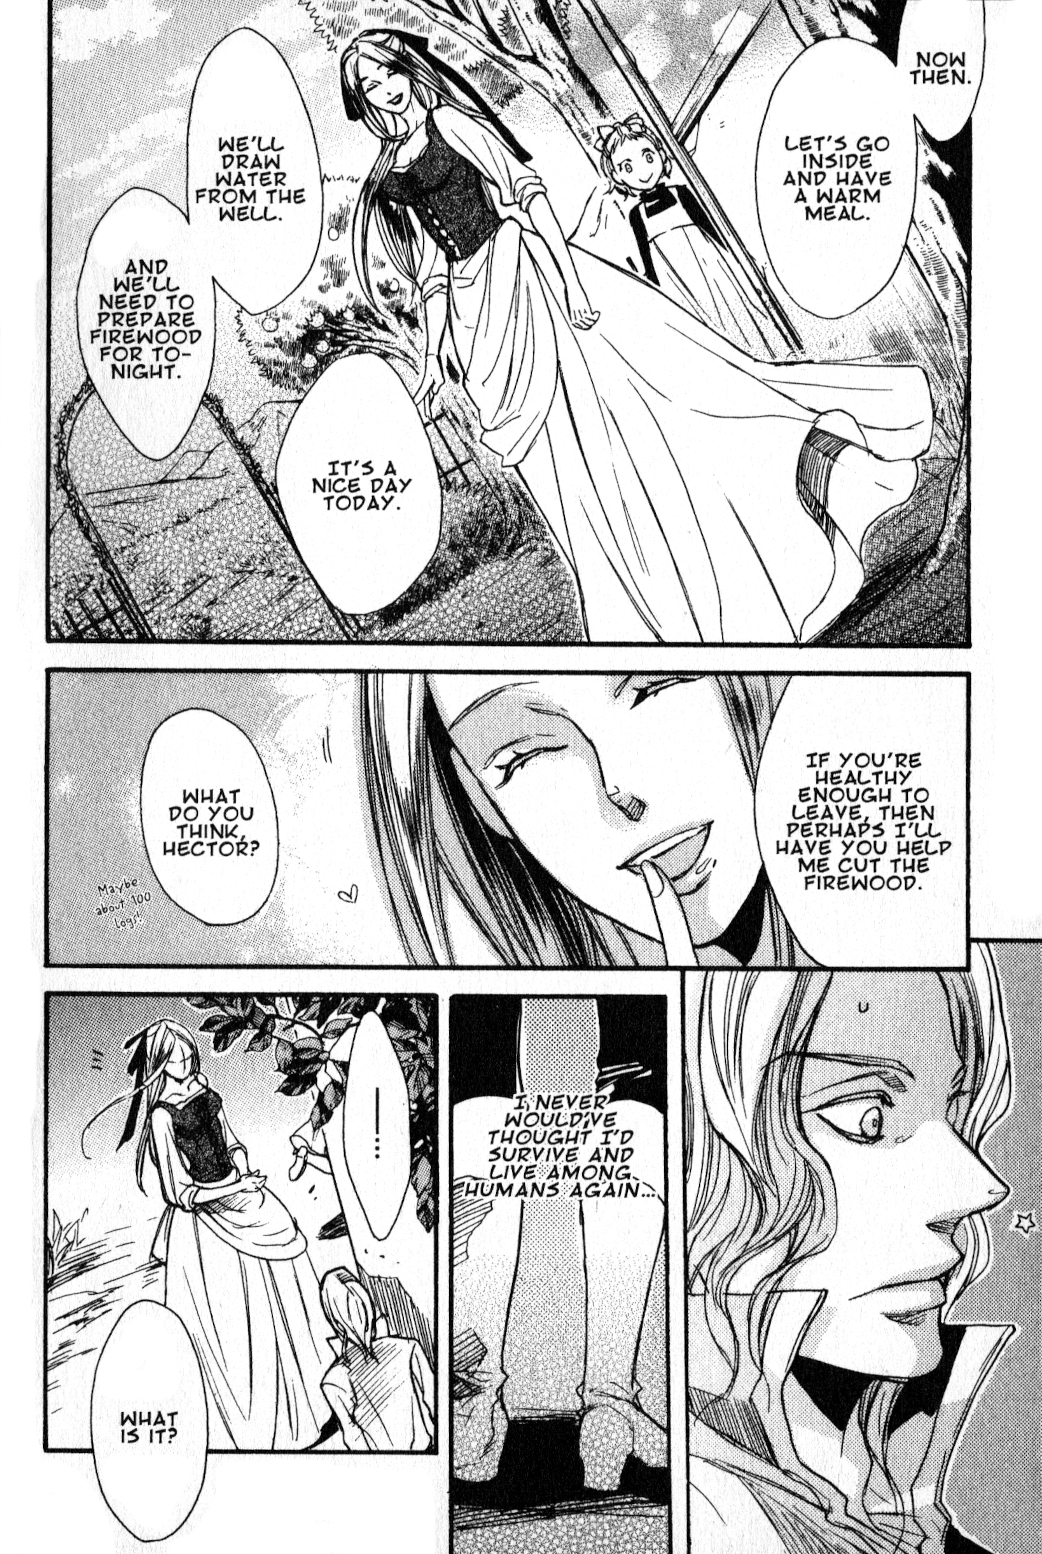 NOW
THEN.
LET'S GO
INSIDE
AND HAVE
A WARM
MEAL.
WE'LL
DRAW
WATER
FROM THE
WELL.
AND
WE'LL
NEED TO
PREPARE
FIREWOOD
FOR TO-
NIGHT.
IT'S A
NICE DAY
TODAY.
IF YOU'RE
HEALTHY
ENOUGH TO
LEAVE, THEN
PERHAPS I'LL
HAVE YOU HELP
ME CUT THE
FIREWOOD.
WHAT
DO YOU
THINK,
HECTOR?
Maybe
about 100
logs!
I NEVER
WOULD'VE
THOUGHT I'D
SURVIVE AND
LIVE AMONG
HUMANS AGAIN...
—...
WHAT
IS IT?